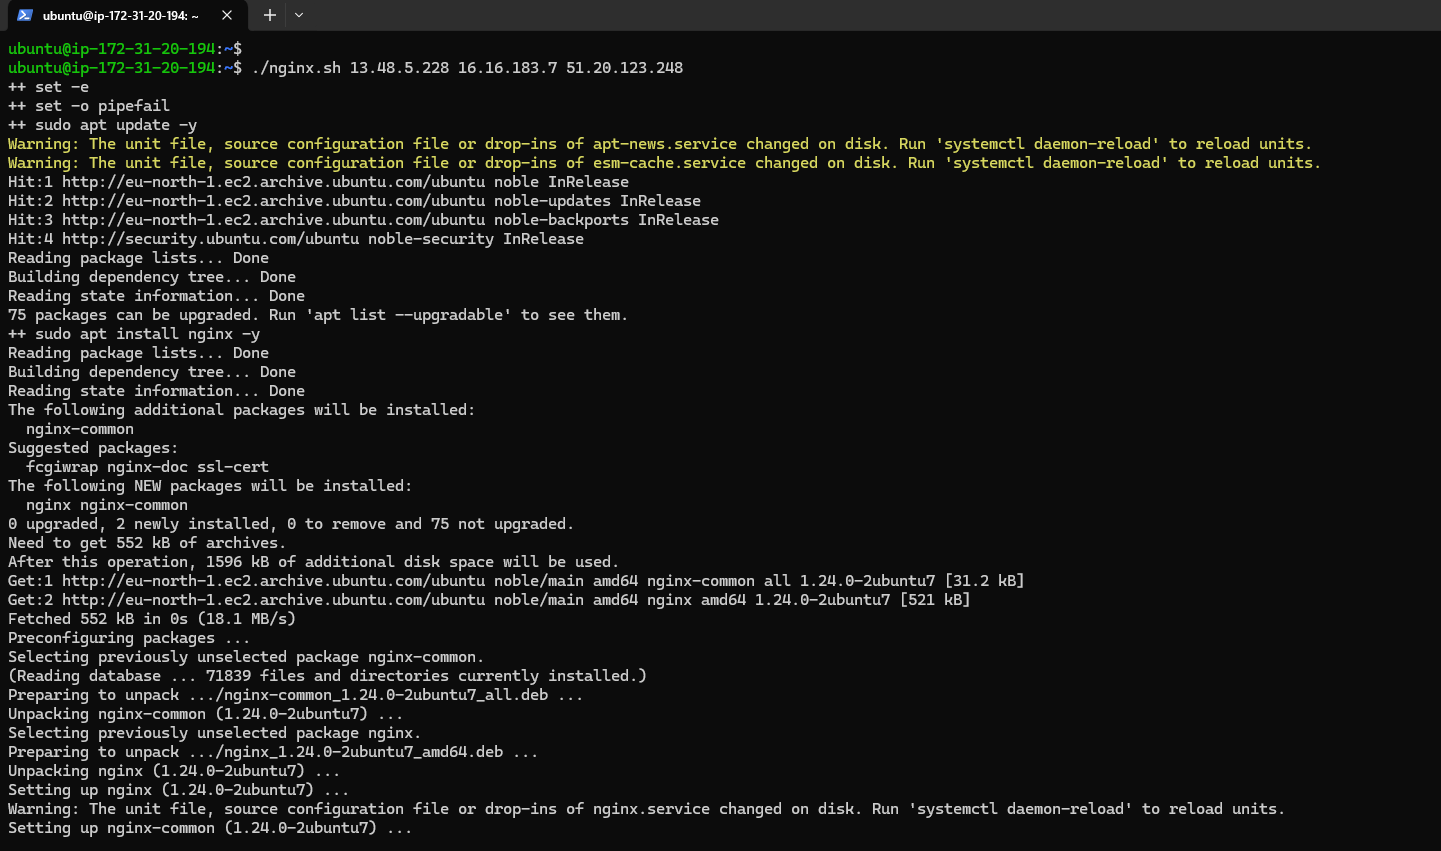 ubuntu@ip-172-31-20-194: ~
ubuntu@ip-172-31-20-194:~$
ubuntu@ip-172-31-20-194:~$ ./nginx.sh 13.48.5.228 16.16.183.7 51.20.123.248
++ set -e
++ set -o pipefail
++ sudo apt update -y
Warning: The unit file, source configuration file or drop-ins of apt-news.service changed on disk. Run 'systemctl daemon-reload' to reload units.
Warning: The unit file, source configuration file or drop-ins of esm-cache.service changed on disk. Run 'systemctl daemon-reload' to reload units.
Hit:1 http://eu-north-1.ec2.archive.ubuntu.com/ubuntu noble InRelease
Hit:2 http://eu-north-1.ec2.archive.ubuntu.com/ubuntu noble-updates InRelease
Hit:3 http://eu-north-1.ec2.archive.ubuntu.com/ubuntu noble-backports InRelease
Hit:4 http://security.ubuntu.com/ubuntu noble-security InRelease
Reading package lists... Done
Building dependency tree... Done
Reading state information... Done
75 packages can be upgraded. Run 'apt list --upgradable' to see them.
++ sudo apt install nginx -y
Reading package lists... Done
Building dependency tree... Done
Reading state information... Done
The following additional packages will be installed:
  nginx-common
Suggested packages:
  fcgiwrap nginx-doc ssl-cert
The following NEW packages will be installed:
  nginx nginx-common
0 upgraded, 2 newly installed, 0 to remove and 75 not upgraded.
Need to get 552 kB of archives.
After this operation, 1596 kB of additional disk space will be used.
Get:1 http://eu-north-1.ec2.archive.ubuntu.com/ubuntu noble/main amd64 nginx-common all 1.24.0-2ubuntu7 [31.2 kB]
Get:2 http://eu-north-1.ec2.archive.ubuntu.com/ubuntu noble/main amd64 nginx amd64 1.24.0-2ubuntu7 [521 kB]
Fetched 552 kB in 0s (18.1 MB/s)
Preconfiguring packages ...
Selecting previously unselected package nginx-common.
(Reading database ... 71839 files and directories currently installed.)
Preparing to unpack .../nginx-common_1.24.0-2ubuntu7_all.deb ...
Unpacking nginx-common (1.24.0-2ubuntu7) ...
Selecting previously unselected package nginx.
Preparing to unpack .../nginx_1.24.0-2ubuntu7_amd64.deb ...
Unpacking nginx (1.24.0-2ubuntu7) ...
Setting up nginx (1.24.0-2ubuntu7) ...
Warning: The unit file, source configuration file or drop-ins of nginx.service changed on disk. Run 'systemctl daemon-reload' to reload units.
Setting up nginx-common (1.24.0-2ubuntu7) ...